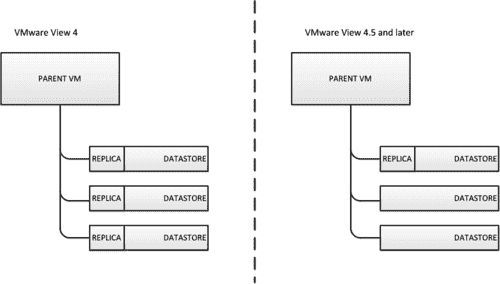 VMware View 4
PARENT VM
REPLICA DATASTORE
REPLICA DATASTORE
REPLICA DATASTORE
VMware View 4.5 and later
PARENT VM
REPLICA DATASTORE
DATASTORE
DATASTORE